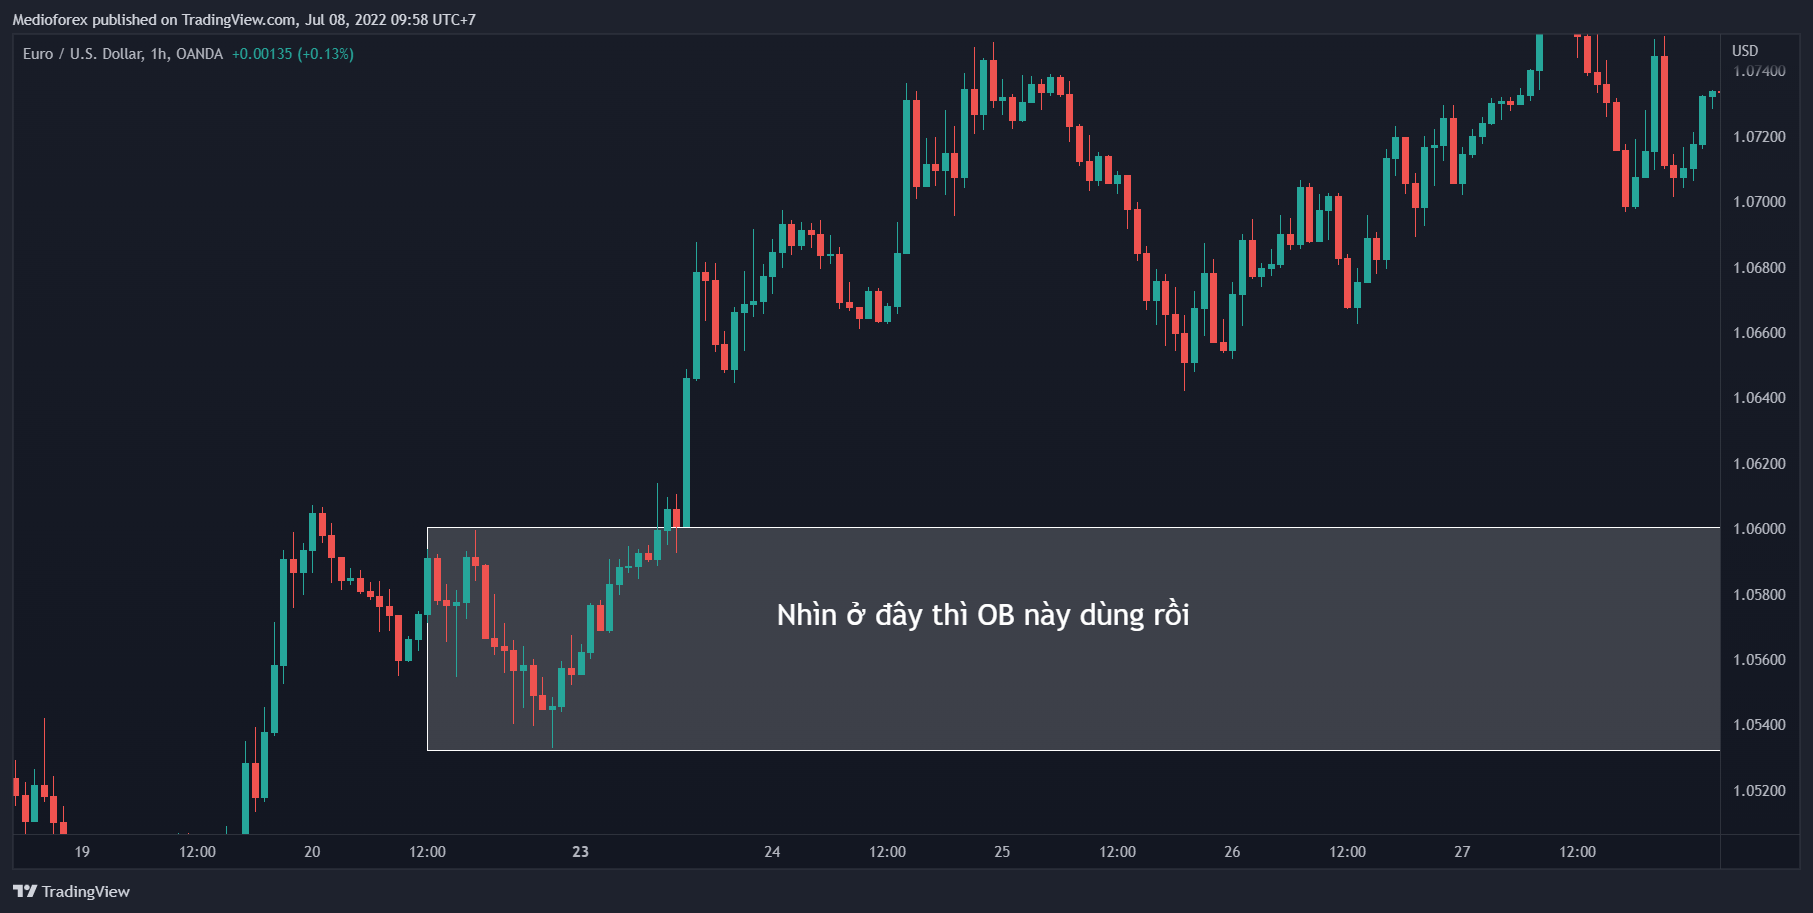 Medioforex published on TradingView.com, Jul 08, 2022 09:58 UTC+7
Euro / U.S. Dollar, 1h, OANDA +0.00135 (+0.13%)
USD
1.07400
1.07200
1.07000
1.06800
1.06600
1.06400
1.06200
1.06000
1.05800
1.05600
1.05400
1.05200
Nhìn ở đây thì OB này dùng rồi
19 12:00 20 12:00 23 24 12:00 25 12:00 26 12:00 27 12:00
TradingView